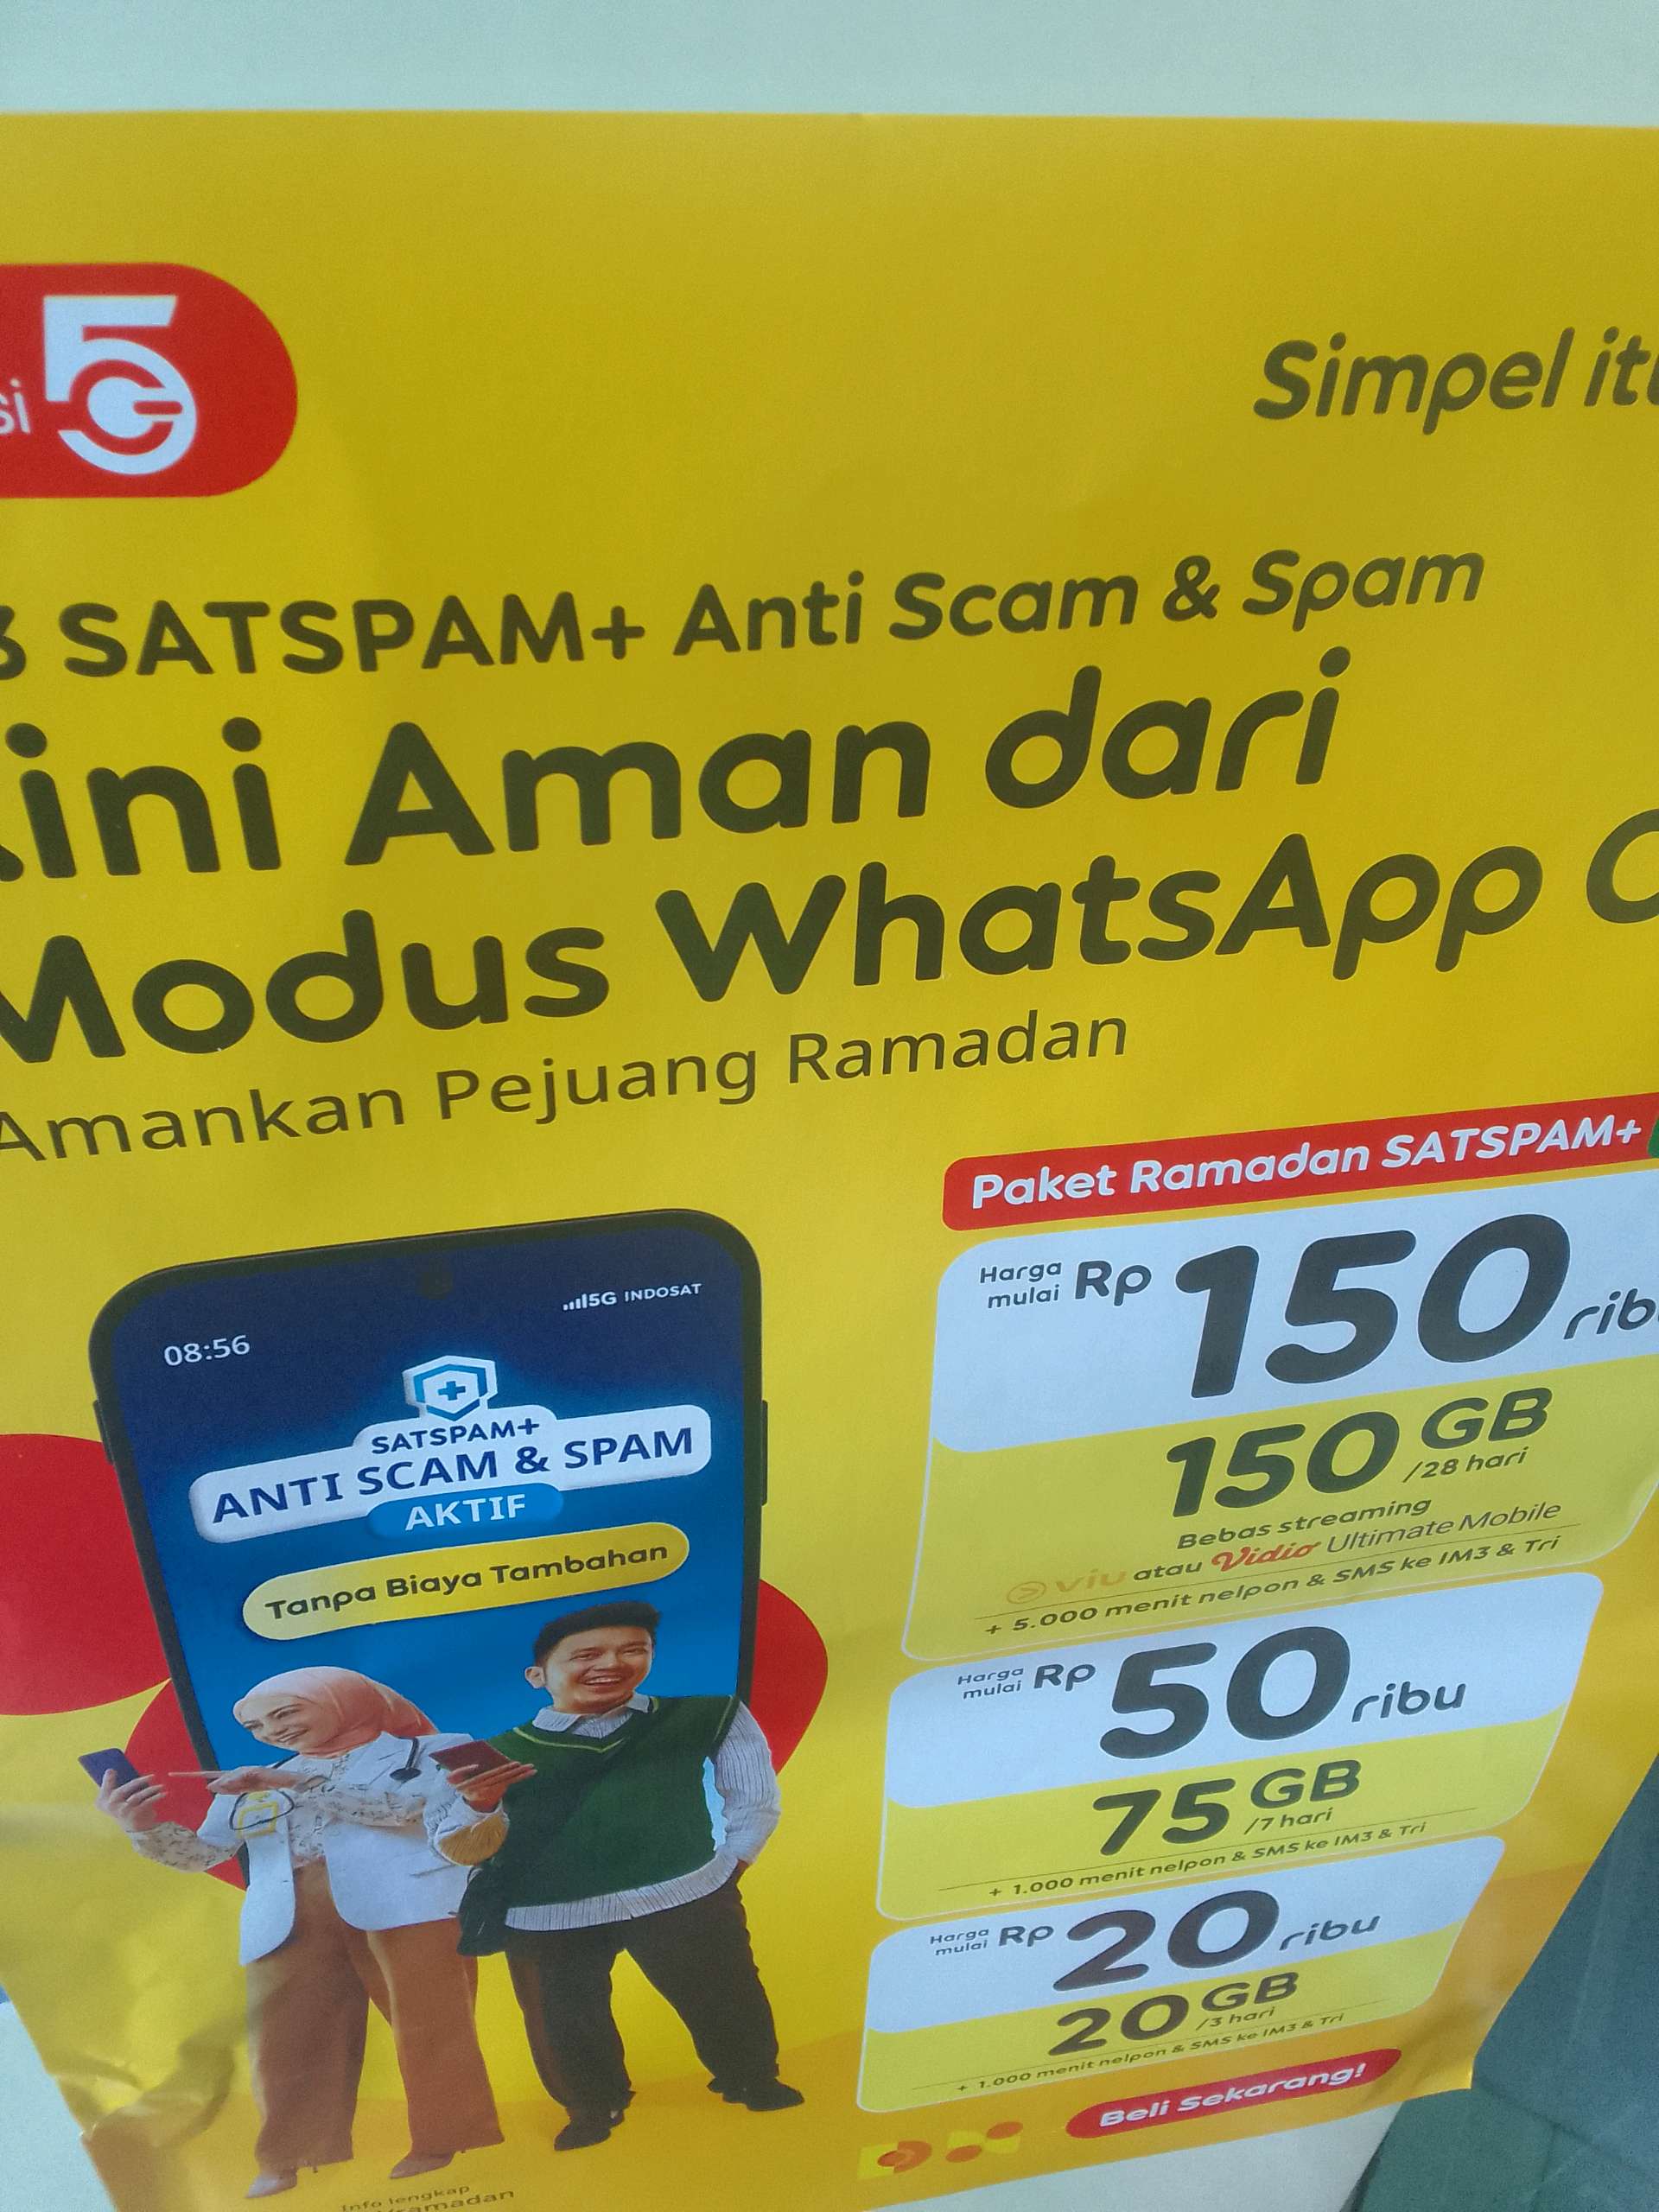 5G
Simpel
SATSPAM+ Anti Scam & Spam
Aman dari
Modus WhatsApp
Amankan Pejuang Ramadan
Paket Ramadan SATSPAM+
Harga mulai Rp 150
150 GB
/28 hari
Bebas streaming
viu atau Vidio Ultimate Mobile
+ 5.000 menit nelpon & SMS ke IM3 & Tri
Harga mulai Rp 50 ribu
75 GB
/7 hari
+ 1.000 menit nelpon & SMS ke IM3 & Tri
Harga mulai Rp 20 ribu
20 GB
/3 hari
+ 1.000 menit nelpon & SMS ke IM3 & Tri
Beli Sekarang!
08:56
5G INDOSAT
SATSPAM+
ANTI SCAM & SPAM
AKTIF
Tanpa Biaya Tambahan
Info lengkap